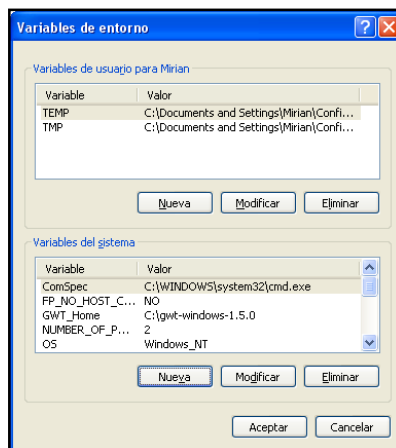 Variables de entorno
Variables de usuario para Mirian
Variable Valor
TEMP C:\Documents and Settings\Mirian\Confi...
TMP C:\Documents and Settings\Mirian\Confi...
Nueva Modificar Eliminar
Variables del sistema
Variable Valor
ComSpec C:\WINDOWS\system32\cmd.exe
FP_NO_HOST_C... NO
GWT_Home C:\gwt-windows-1.5.0
NUMBER_OF_P... 2
OS Windows_NT
Nueva Modificar Eliminar
Aceptar Cancelar